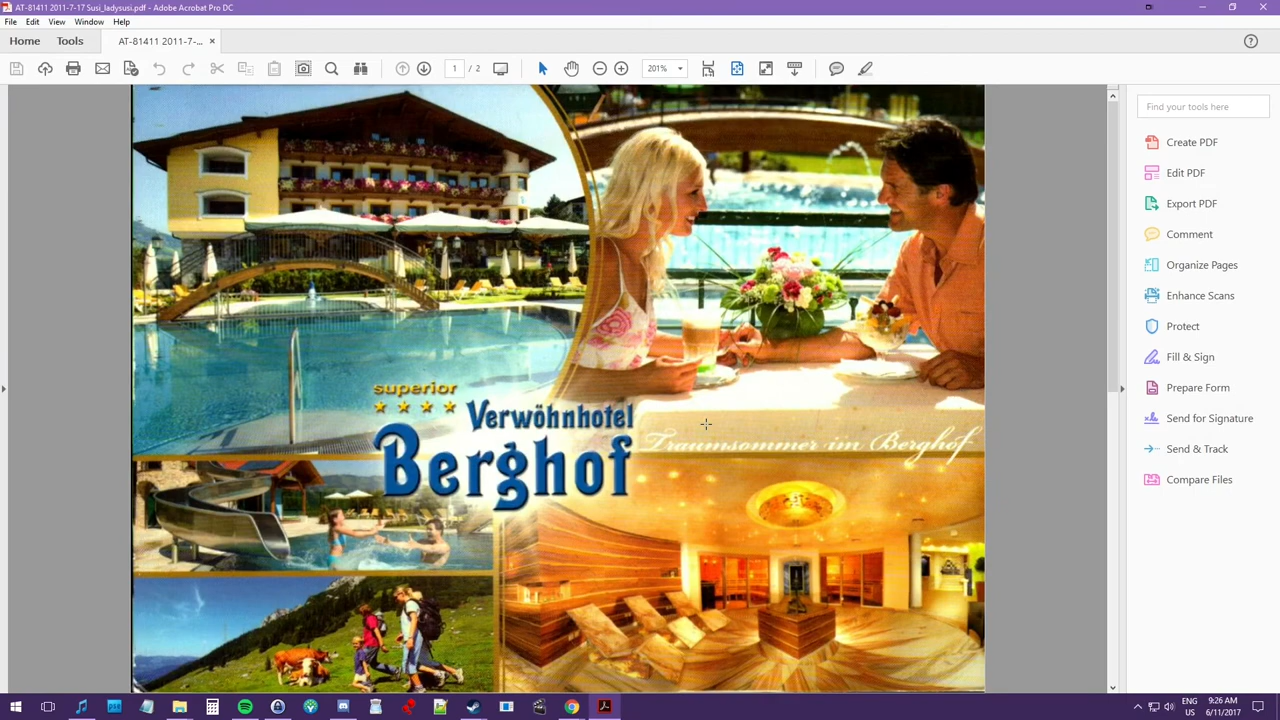 AT-81411 2011-7-17 Susi_ladysusi.pdf - Adobe Acrobat Pro DC
File Edit View Window Help
Home Tools AT-81411 2011-7-... ×
1 / 2 201%
Find your tools here
Create PDF
Edit PDF
Export PDF
Comment
Organize Pages
Enhance Scans
Protect
Fill & Sign
Prepare Form
Send for Signature
Send & Track
Compare Files
superior
Verwöhnhotel
Berghof
Traumsommer im Berghof
ENG 9:26 AM
US 6/11/2017